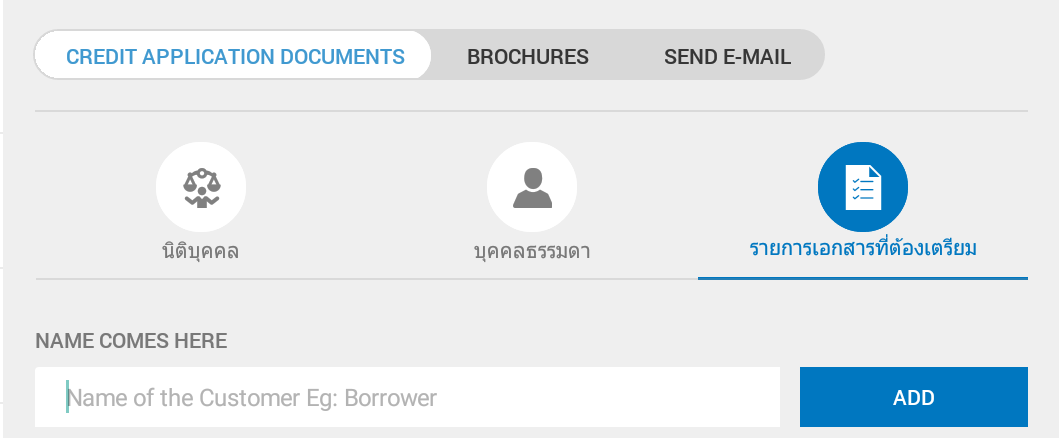 CREDIT APPLICATION DOCUMENTS BROCHURES SEND E-MAIL
นิติบุคคล บุคคลธรรมดา รายการเอกสารที่ต้องเตรียม
NAME COMES HERE
Name of the Customer Eg: Borrower ADD